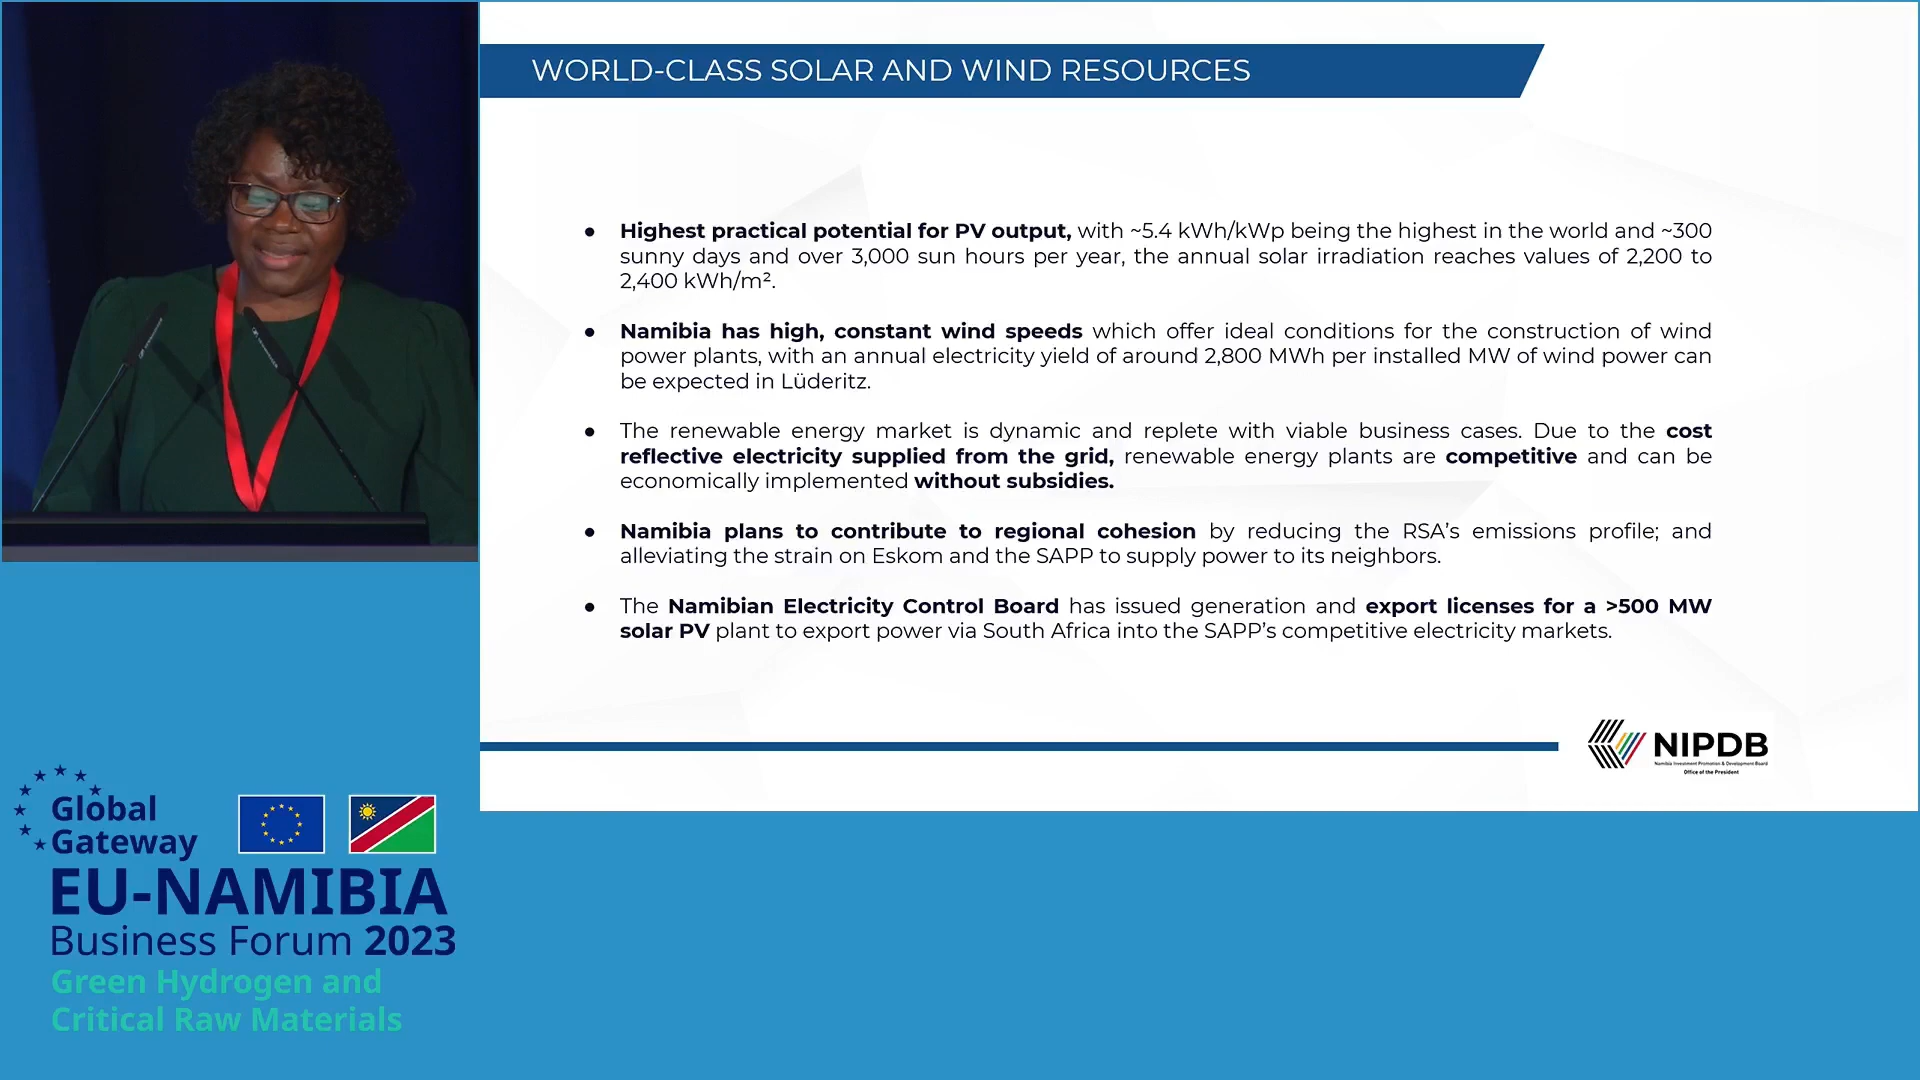 WORLD-CLASS SOLAR AND WIND RESOURCES
● Highest practical potential for PV output, with ~5.4 kWh/kWp being the highest in the world and ~300
sunny days and over 3,000 sun hours per year, the annual solar irradiation reaches values of 2,200 to
2,400 kWh/m².
● Namibia has high, constant wind speeds which offer ideal conditions for the construction of wind
power plants, with an annual electricity yield of around 2,800 MWh per installed MW of wind power can
be expected in Lüderitz.
● The renewable energy market is dynamic and replete with viable business cases. Due to the cost
reflective electricity supplied from the grid, renewable energy plants are competitive and can be
economically implemented without subsidies.
● Namibia plans to contribute to regional cohesion by reducing the RSA’s emissions profile; and
alleviating the strain on Eskom and the SAPP to supply power to its neighbors.
● The Namibian Electricity Control Board has issued generation and export licenses for a >500 MW
solar PV plant to export power via South Africa into the SAPP’s competitive electricity markets.
NIPDB
Namibia Investment Promotion & Development Board
Office of the President
Global
Gateway
EU-NAMIBIA
Business Forum 2023
Green Hydrogen and
Critical Raw Materials